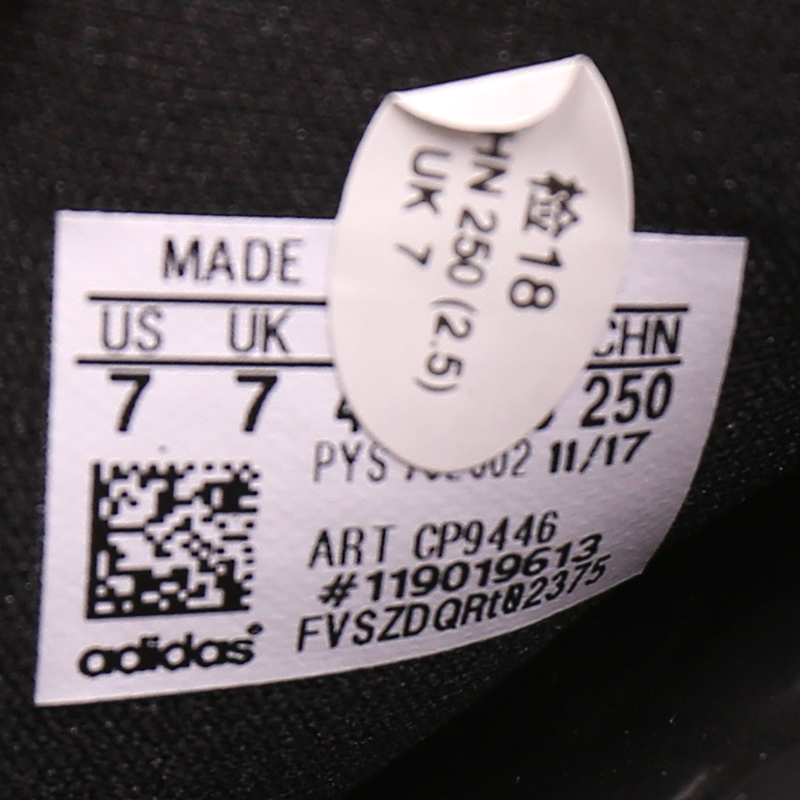 检18
HN 250 (2.5)
UK 7
MADE
US UK CHN
7 7 250
PYS 11/17
ART CP9446
#119019613
FVSZDQRt02375
adidas